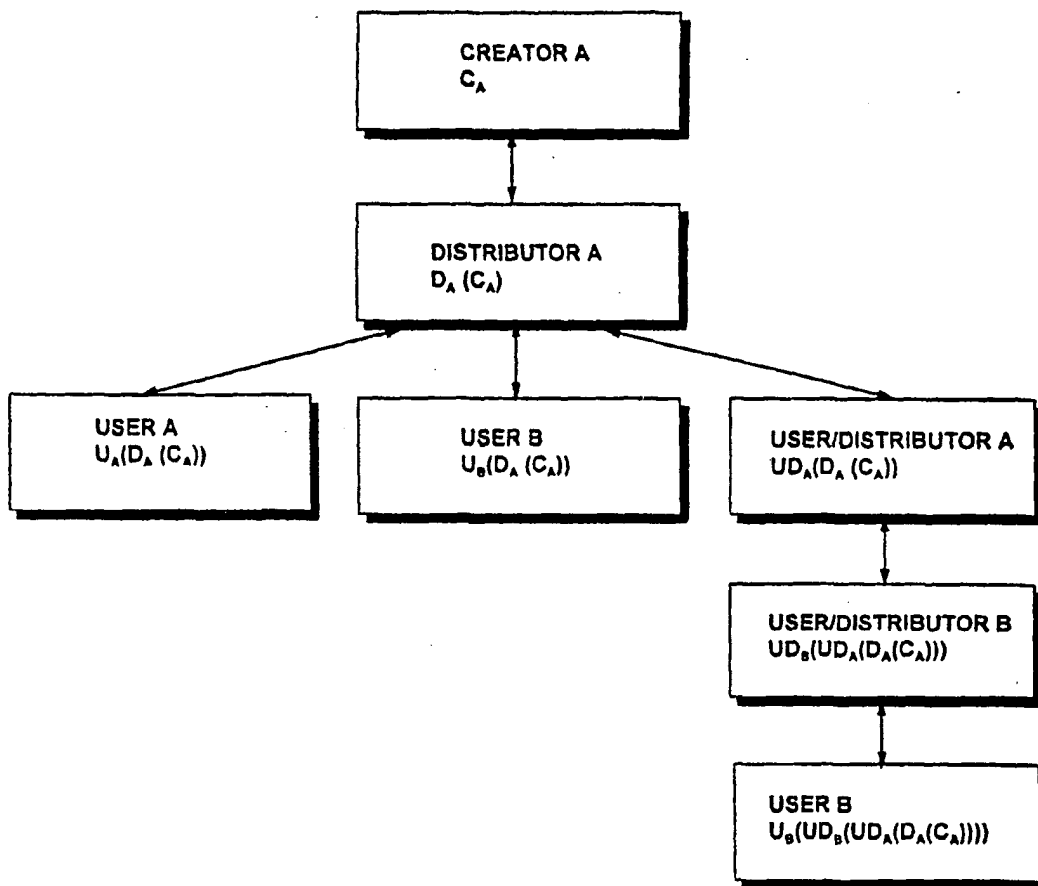 CREATOR A
C_A
DISTRIBUTOR A
D_A (C_A)
USER A
U_A(D_A (C_A))
USER B
U_B(D_A (C_A))
USER/DISTRIBUTOR A
UD_A(D_A (C_A))
USER/DISTRIBUTOR B
UD_B(UD_A(D_A(C_A)))
USER B
U_B(UD_B(UD_A(D_A(C_A))))